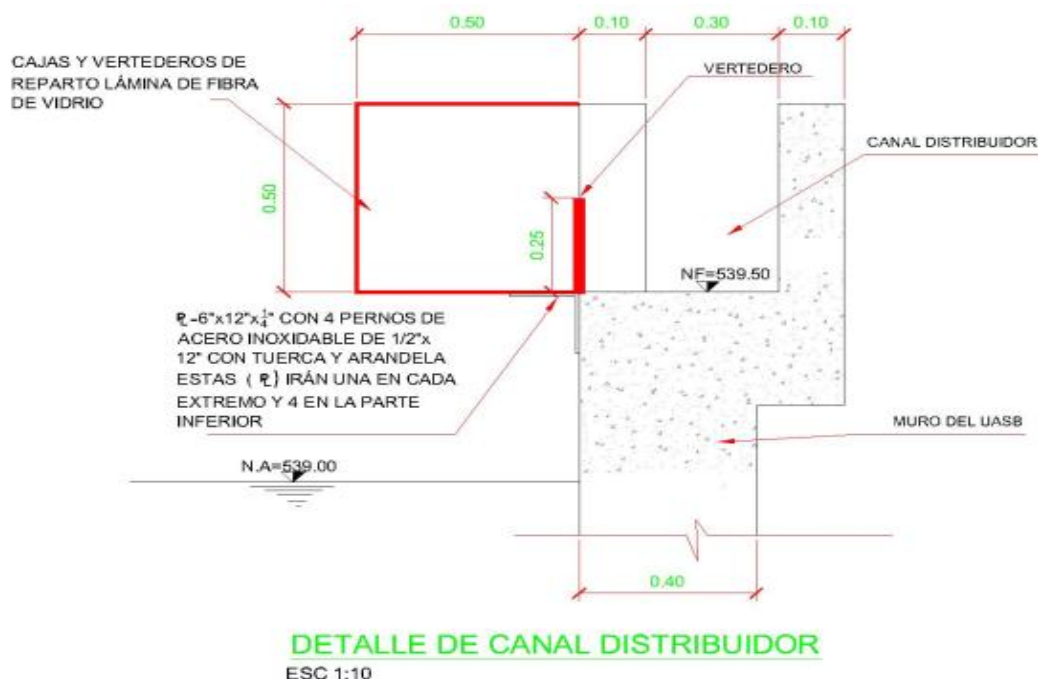 0.50
0.10
0.30
0.10
CAJAS Y VERTEDEROS DE
REPARTO LÁMINA DE FIBRA
DE VIDRIO
VERTEDERO
CANAL DISTRIBUIDOR
0.50
0.25
NF=539.50
℄-6"x12"x1/4" CON 4 PERNOS DE
ACERO INOXIDABLE DE 1/2"x
12" CON TUERCA Y ARANDELA
ESTAS ( ℄) IRÁN UNA EN CADA
EXTREMO Y 4 EN LA PARTE
INFERIOR
MURO DEL UASB
N.A=539.00
0.40
DETALLE DE CANAL DISTRIBUIDOR
ESC 1:10